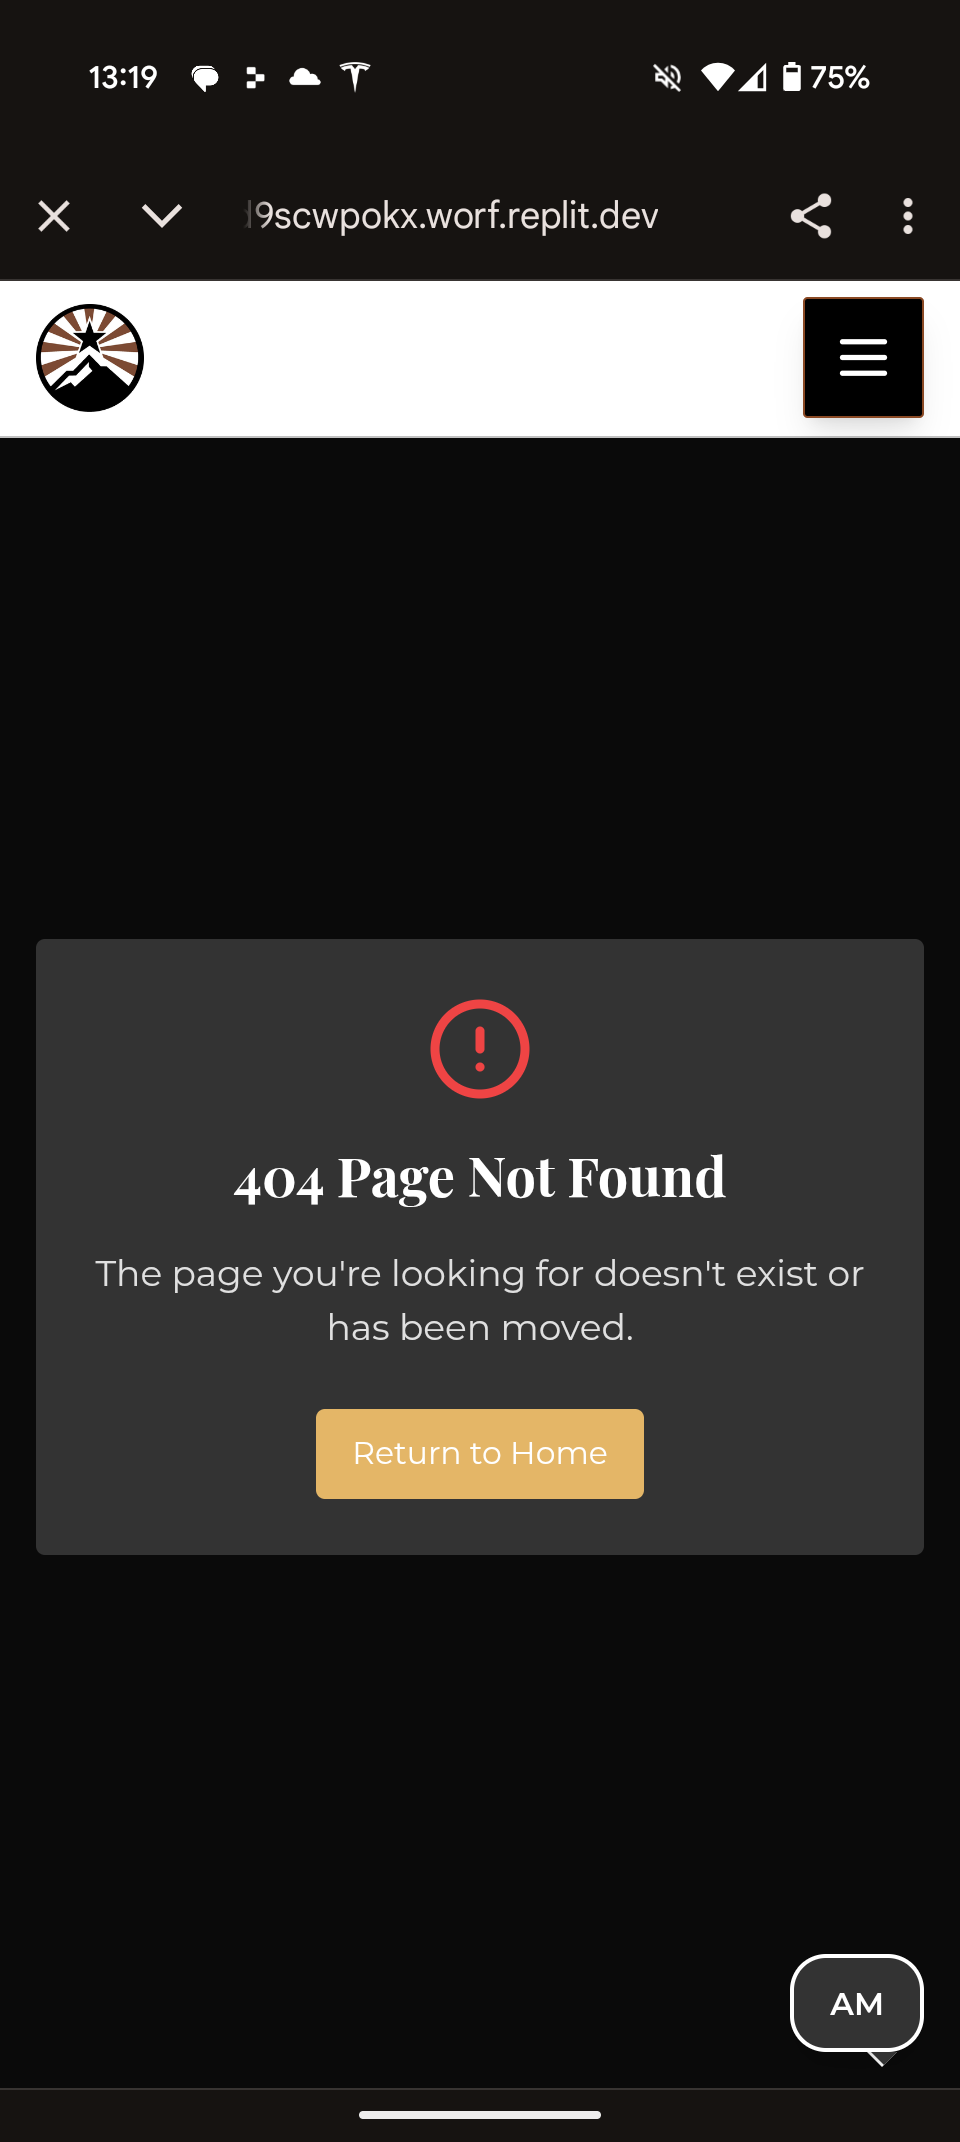 13:19
75%
9scwpokx.worf.replit.dev
404 Page Not Found
The page you're looking for doesn't exist or
has been moved.
Return to Home
AM